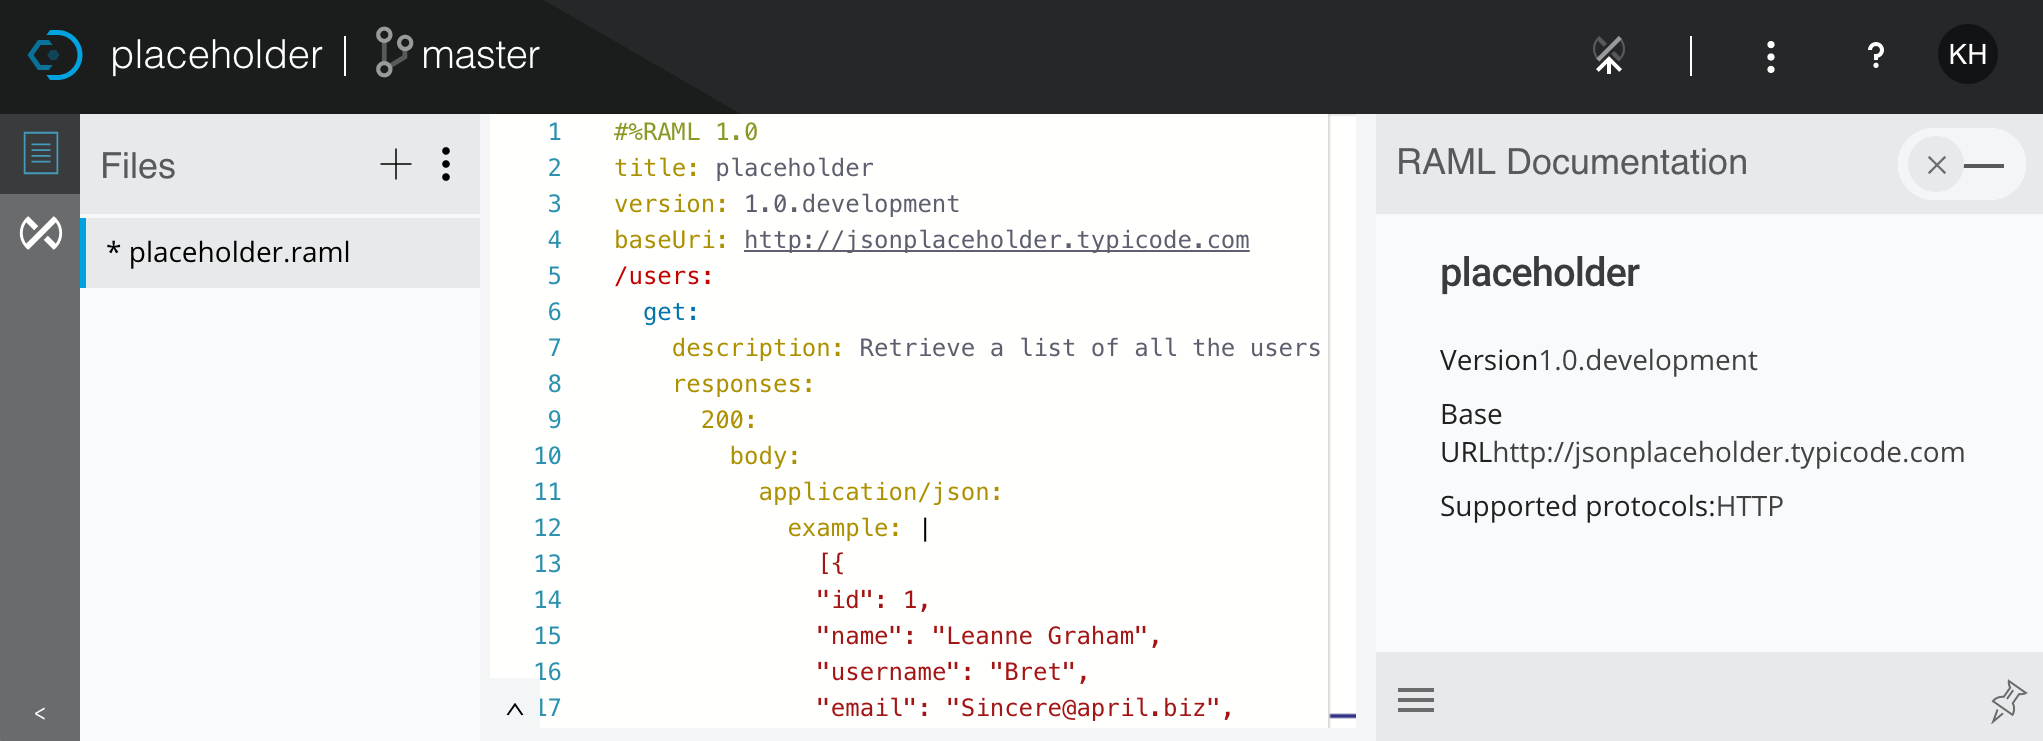 placeholder | master
? KH
Files
* placeholder.raml
1 #%RAML 1.0
2 title: placeholder
3 version: 1.0.development
4 baseUri: http://jsonplaceholder.typicode.com
5 /users:
6 get:
7 description: Retrieve a list of all the users
8 responses:
9 200:
10 body:
11 application/json:
12 example: |
13 [{
14 "id": 1,
15 "name": "Leanne Graham",
16 "username": "Bret",
17 "email": "Sincere@april.biz",
RAML Documentation
placeholder
Version1.0.development
Base
URLhttp://jsonplaceholder.typicode.com
Supported protocols:HTTP